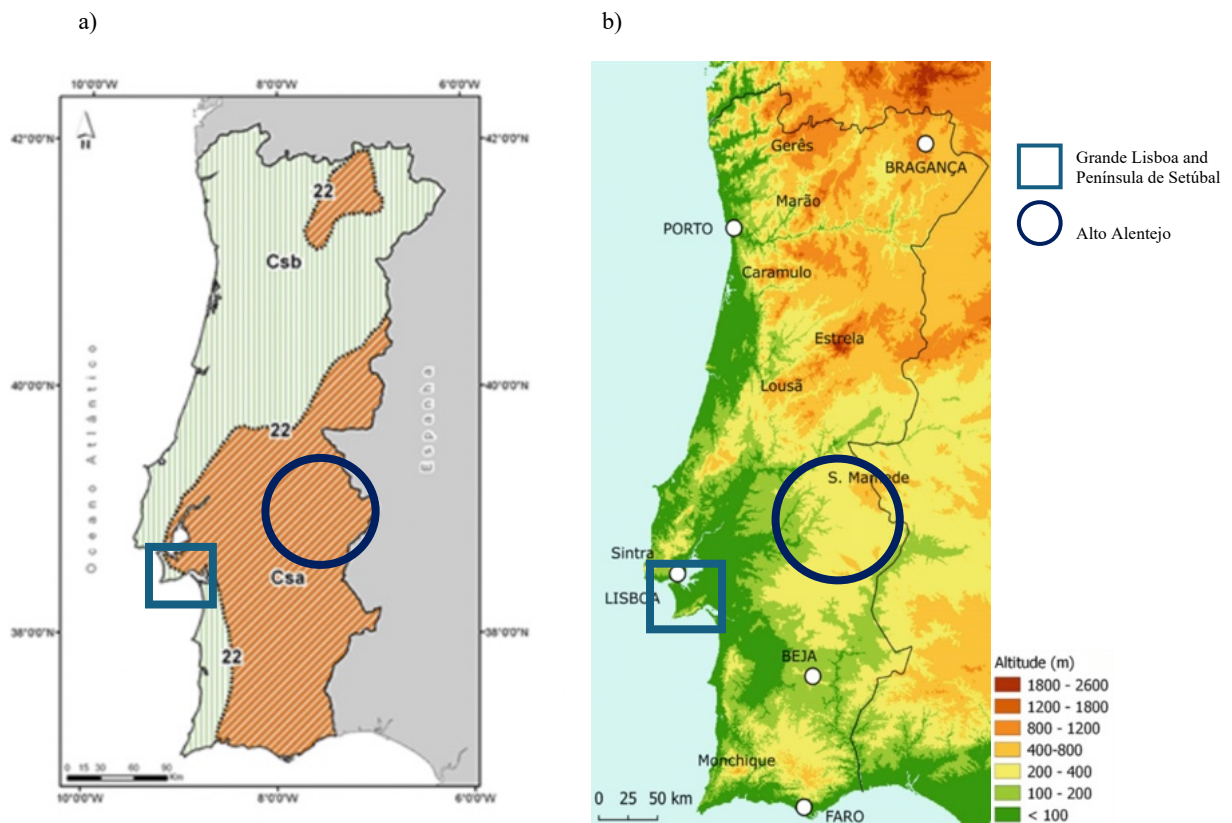 a)
b)
10°0'0"W
8°0'0"W
6°0'0"W
N
42°0'0"N
40°0'0"N
38°0'0"N
42°0'0"N
40°0'0"N
38°0'0"N
22
Csb
22
Csa
22
Oceano Atlântico
Espanha
0 15 30 60 90
Km
10°0'0"W
8°0'0"W
6°0'0"W
Gerês
BRAGANÇA
Marão
PORTO
Caramulo
Estrela
Lousã
S. Mamede
Sintra
LISBOA
BEJA
Monchique
0 25 50 km
FARO
Grande Lisboa and
Península de Setúbal
Alto Alentejo
Altitude (m)
1800 - 2600
1200 - 1800
800 - 1200
400-800
200 - 400
100 - 200
< 100